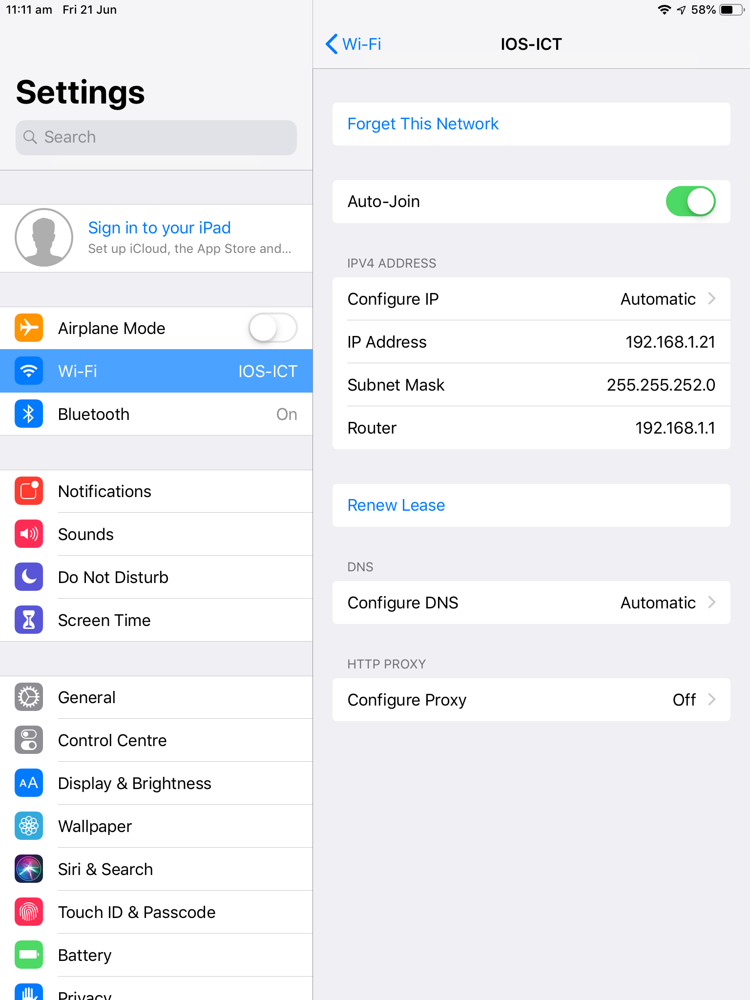 11:11 am Fri 21 Jun
58%
Settings
Search
Sign in to your iPad
Set up iCloud, the App Store and...
Airplane Mode
Wi-Fi IOS-ICT
Bluetooth On
Notifications
Sounds
Do Not Disturb
Screen Time
General
Control Centre
AA Display & Brightness
Wallpaper
Siri & Search
Touch ID & Passcode
Battery
Privacy
Wi-Fi IOS-ICT
Forget This Network
Auto-Join
IPV4 ADDRESS
Configure IP Automatic
IP Address 192.168.1.21
Subnet Mask 255.255.252.0
Router 192.168.1.1
Renew Lease
DNS
Configure DNS Automatic
HTTP PROXY
Configure Proxy Off